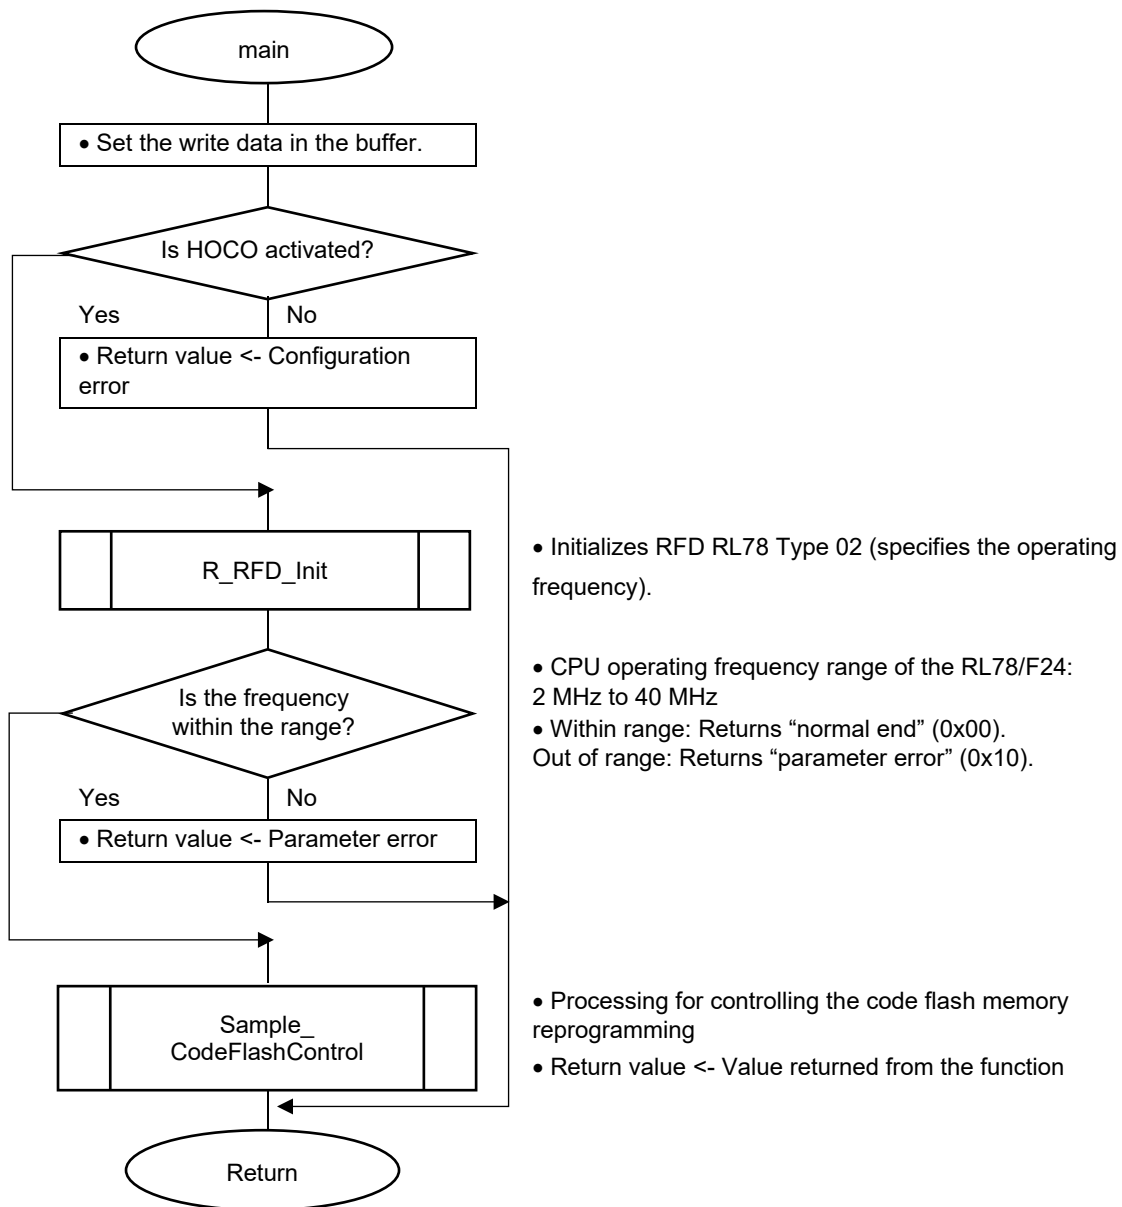 main
• Set the write data in the buffer.
Is HOCO activated?
Yes
No
• Return value <- Configuration
error
R_RFD_Init
• Initializes RFD RL78 Type 02 (specifies the operating
frequency).
Is the frequency
within the range?
• CPU operating frequency range of the RL78/F24:
2 MHz to 40 MHz
• Within range: Returns “normal end” (0x00).
Out of range: Returns “parameter error” (0x10).
Yes
No
• Return value <- Parameter error
Sample_
CodeFlashControl
• Processing for controlling the code flash memory
reprogramming
• Return value <- Value returned from the function
Return